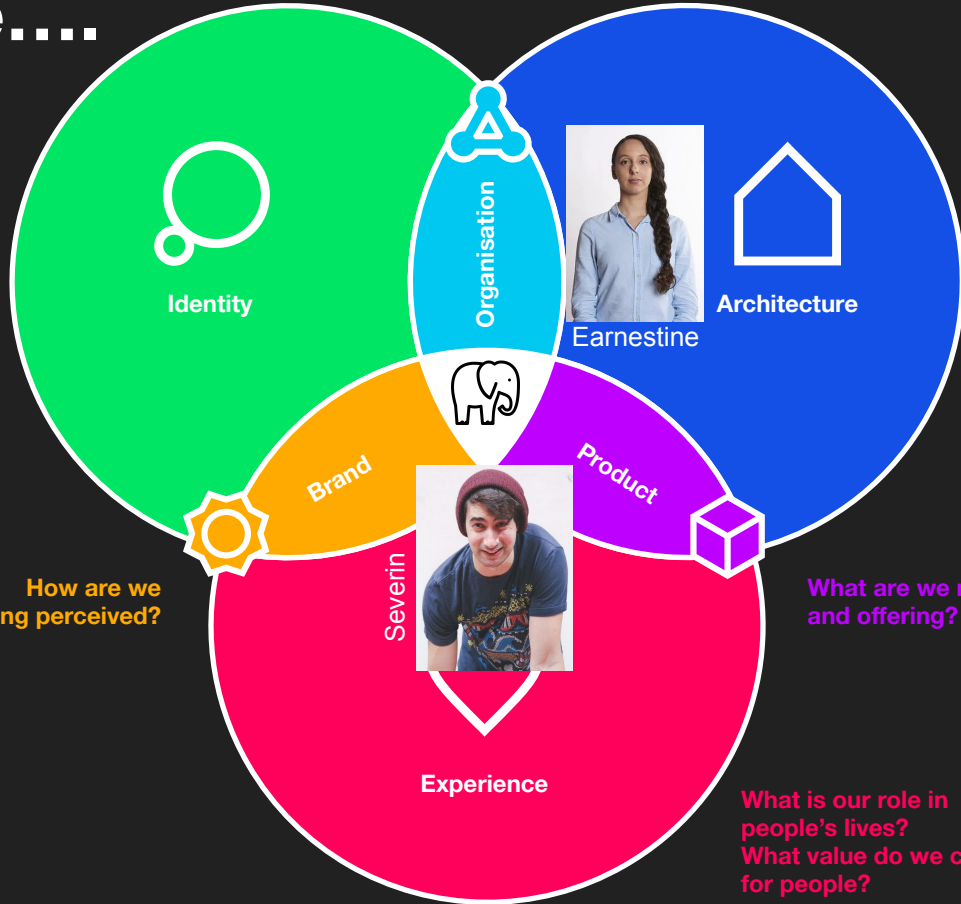 Organisation
Identity
Architecture
Earnestine
Brand
Product
Severin
How are we
perceived?
What are we
and offering?
Experience
What is our role in
people’s lives?
What value do we
for people?